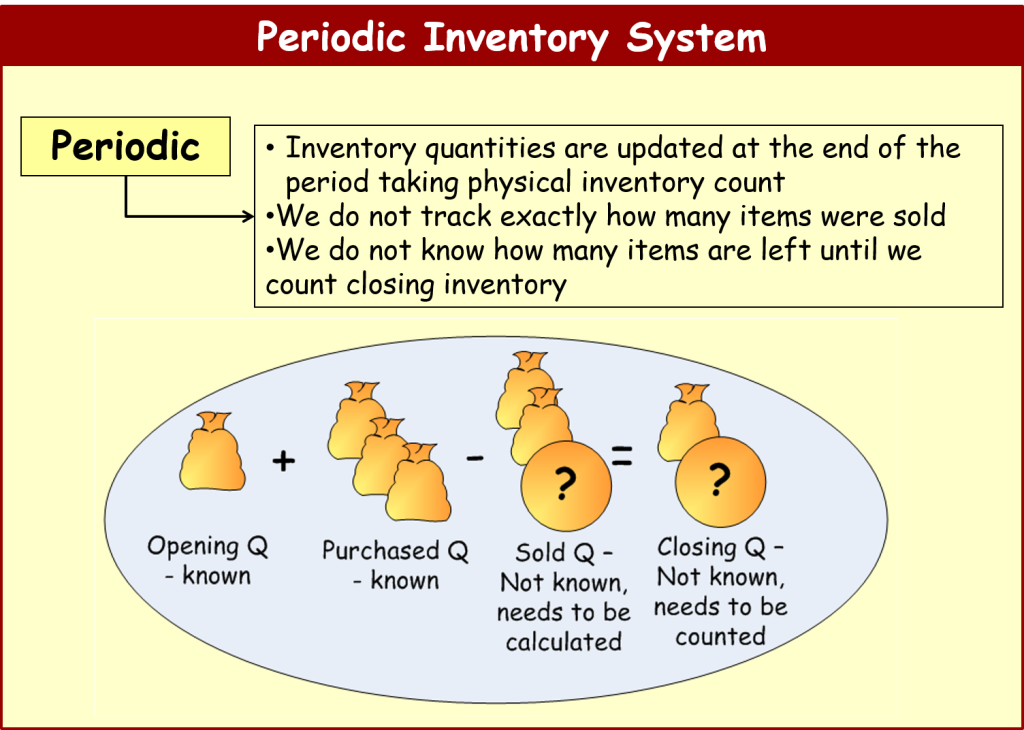 Periodic Inventory System
Periodic
• Inventory quantities are updated at the end of the
period taking physical inventory count
•We do not track exactly how many items were sold
•We do not know how many items are left until we
count closing inventory
+
-
?
=
?
Opening Q
- known
Purchased Q
- known
Sold Q –
Not known,
needs to be
calculated
Closing Q –
Not known,
needs to be
counted